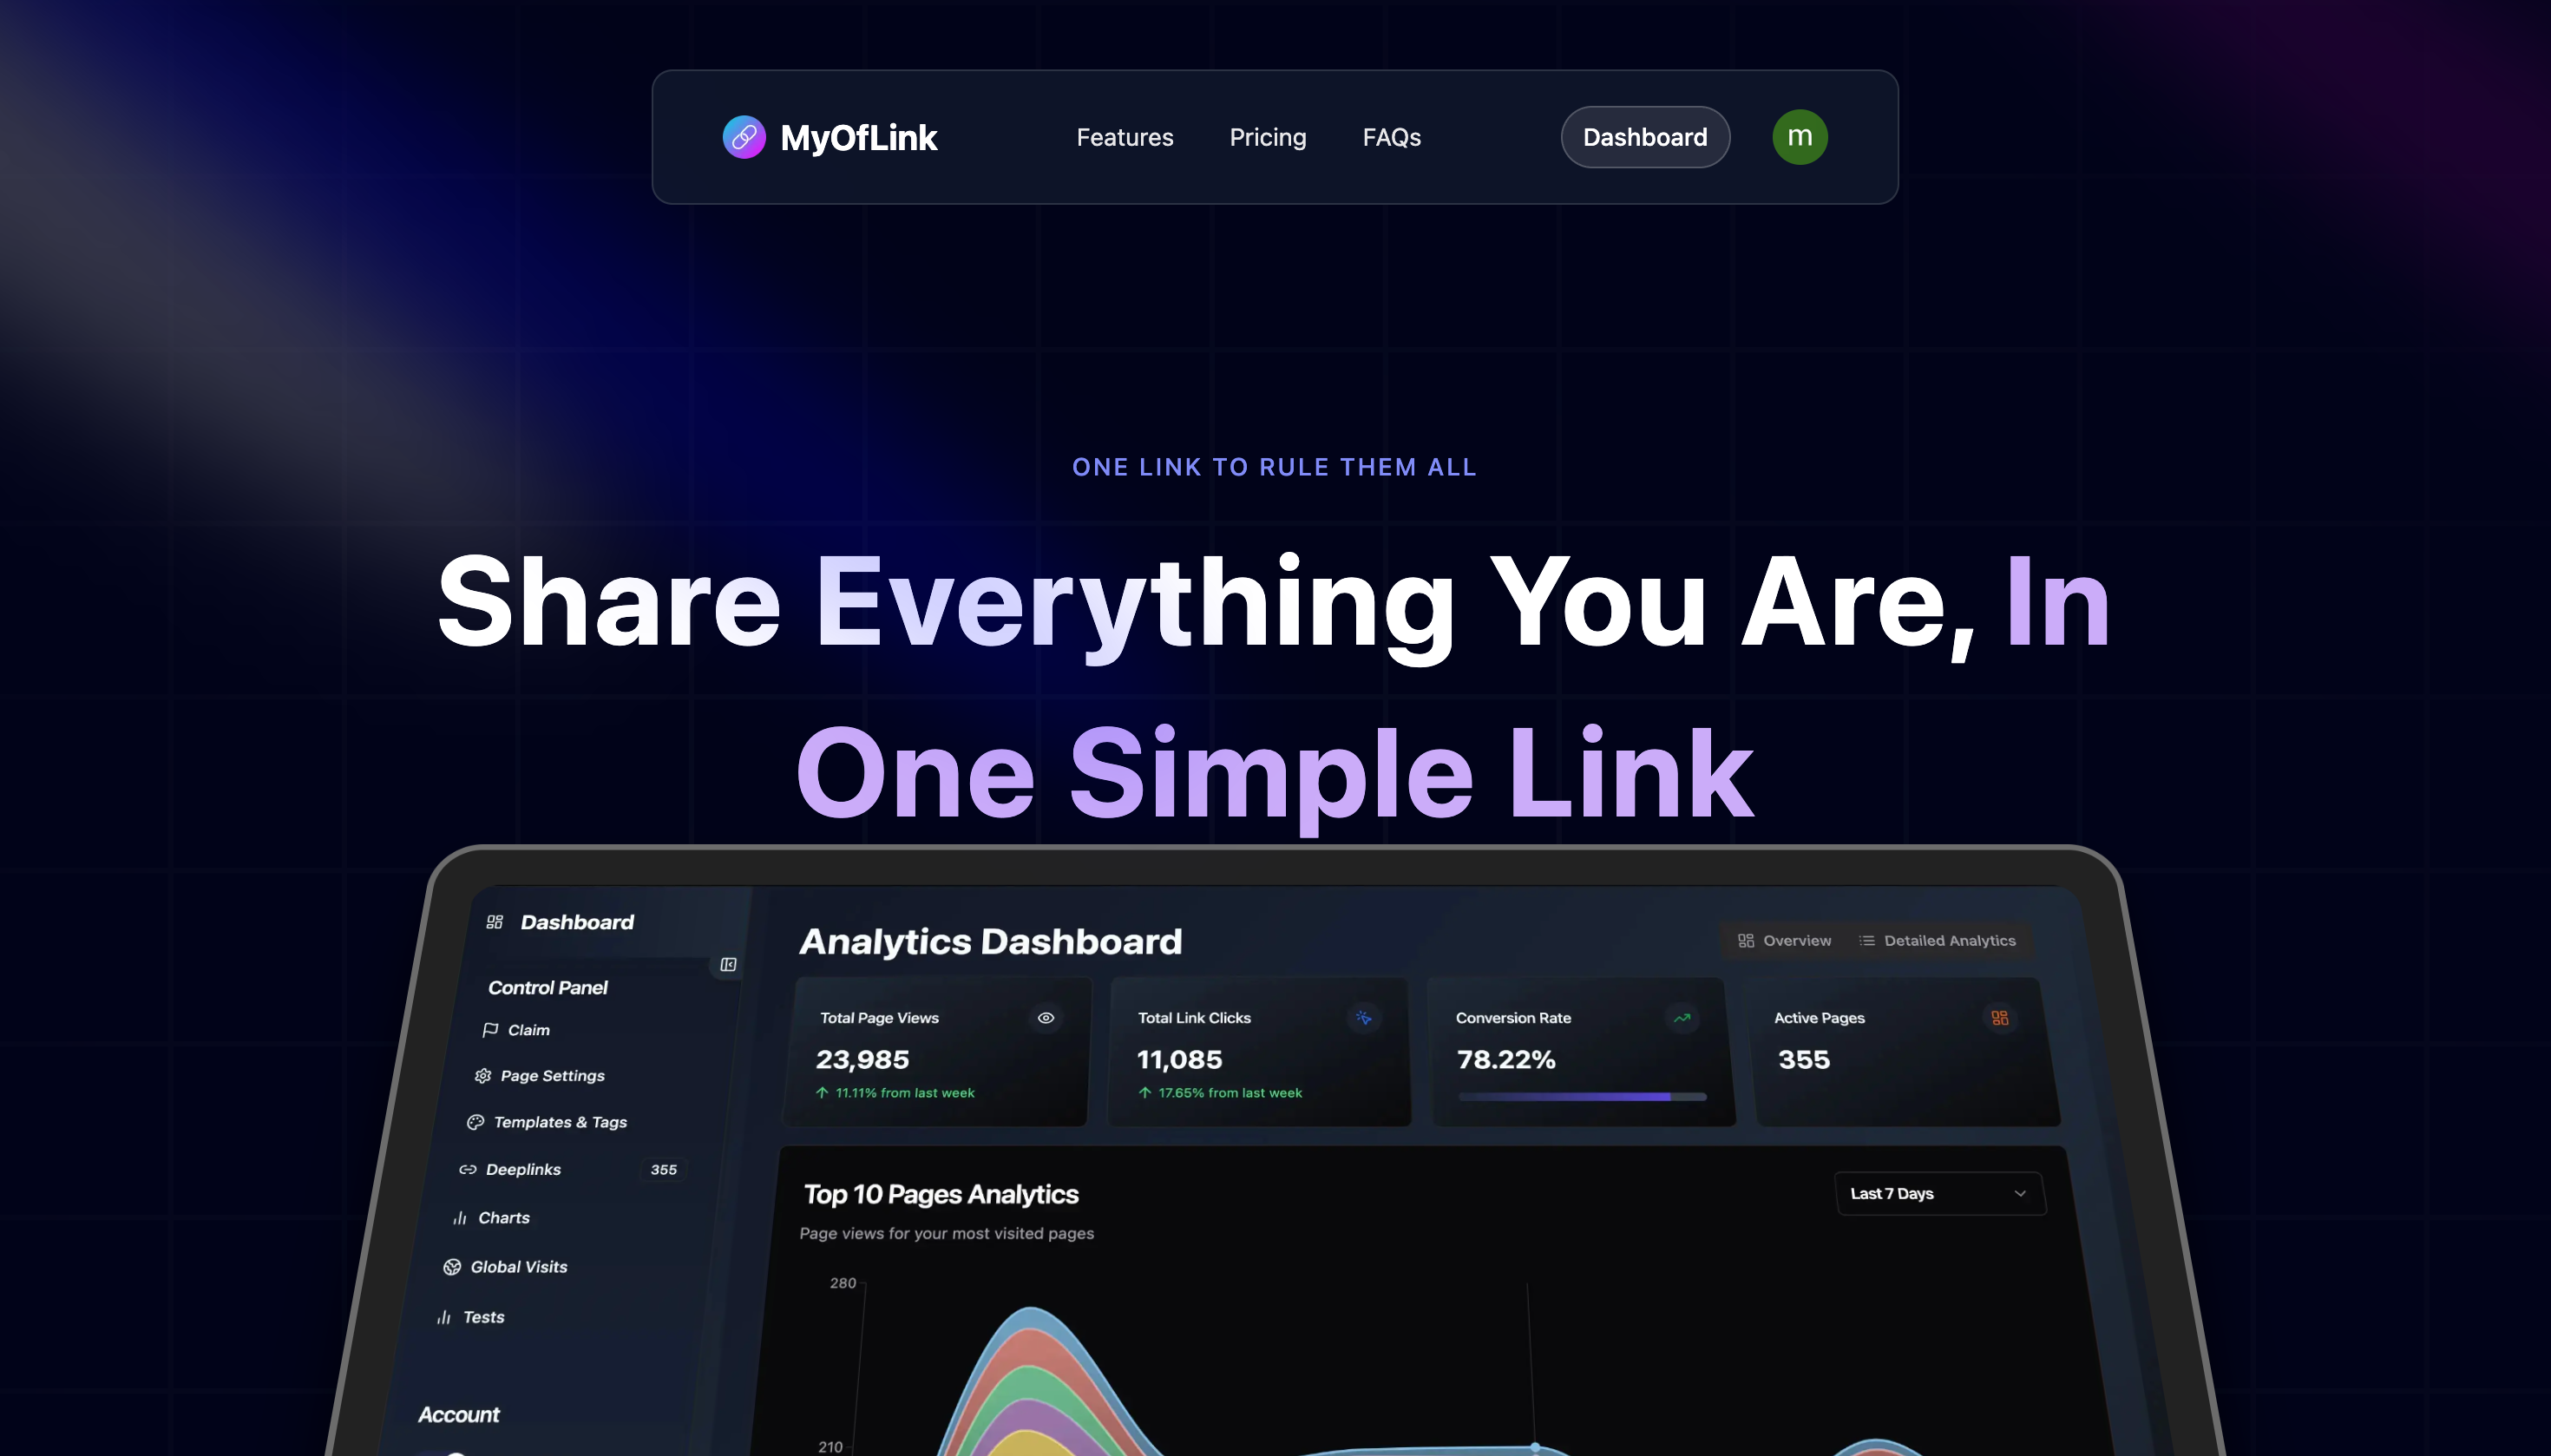 MyOfLink
Features
Pricing
FAQs
Dashboard
m
ONE LINK TO RULE THEM ALL
Share Everything You Are, In
One Simple Link
Dashboard
Control Panel
Claim
Page Settings
Templates & Tags
Deeplinks
355
Charts
Global Visits
Tests
Account
Analytics Dashboard
Overview
Detailed Analytics
Total Page Views
23,985
11.11% from last week
Total Link Clicks
11,085
17.65% from last week
Conversion Rate
78.22%
Active Pages
355
Top 10 Pages Analytics
Page views for your most visited pages
Last 7 Days
280
210